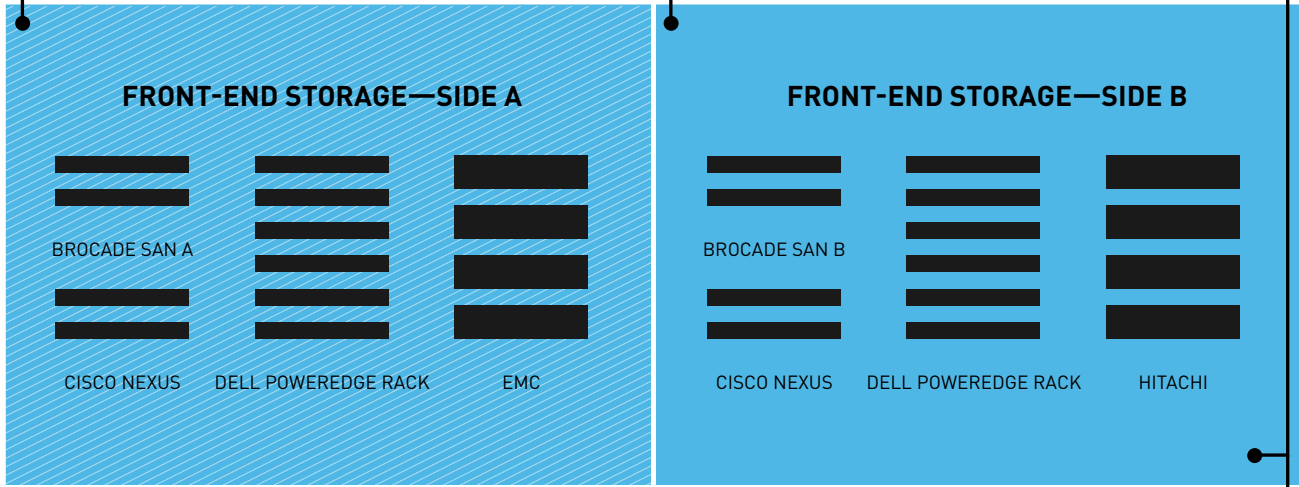 FRONT-END STORAGE—SIDE A
BROCADE SAN A
CISCO NEXUS
DELL POWEREDGE RACK
EMC
FRONT-END STORAGE—SIDE B
BROCADE SAN B
CISCO NEXUS
DELL POWEREDGE RACK
HITACHI